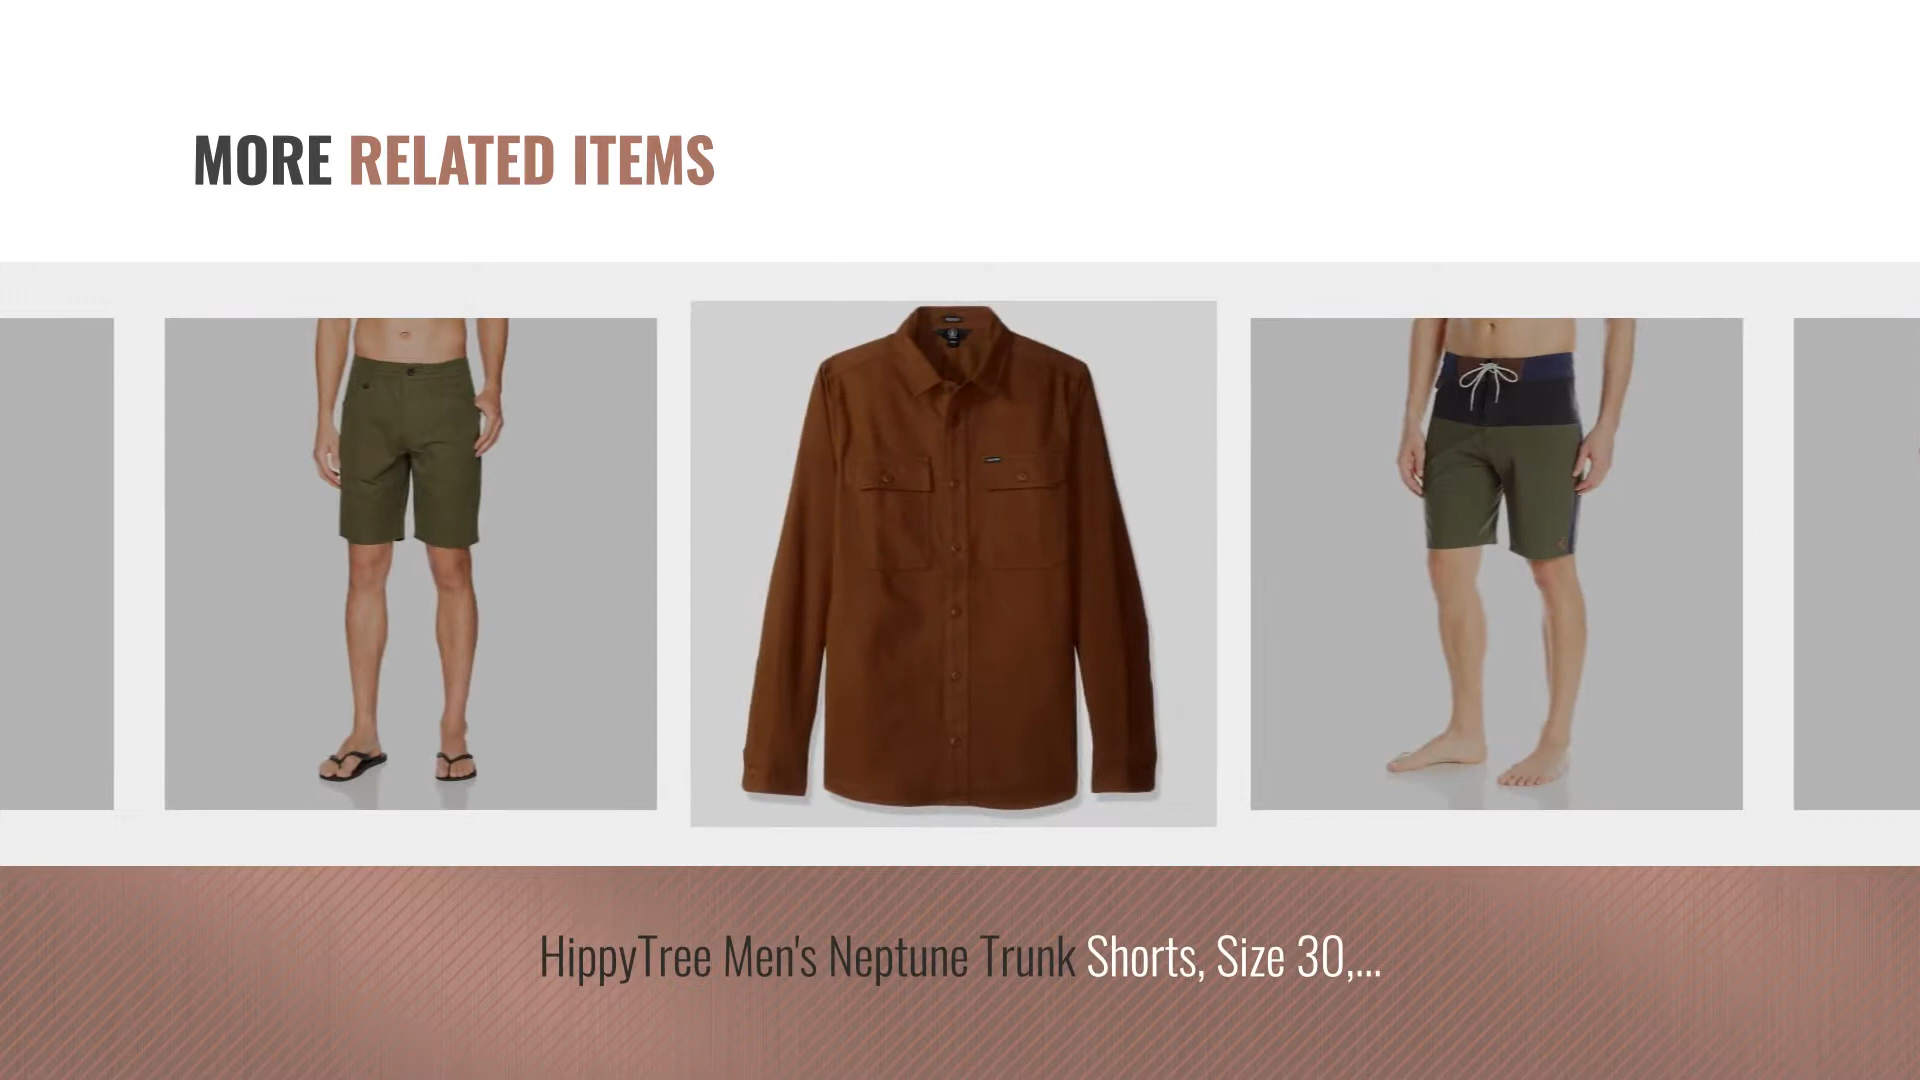 MORE RELATED ITEMS
HippyTree Men's Neptune Trunk Shorts, Size 30,...